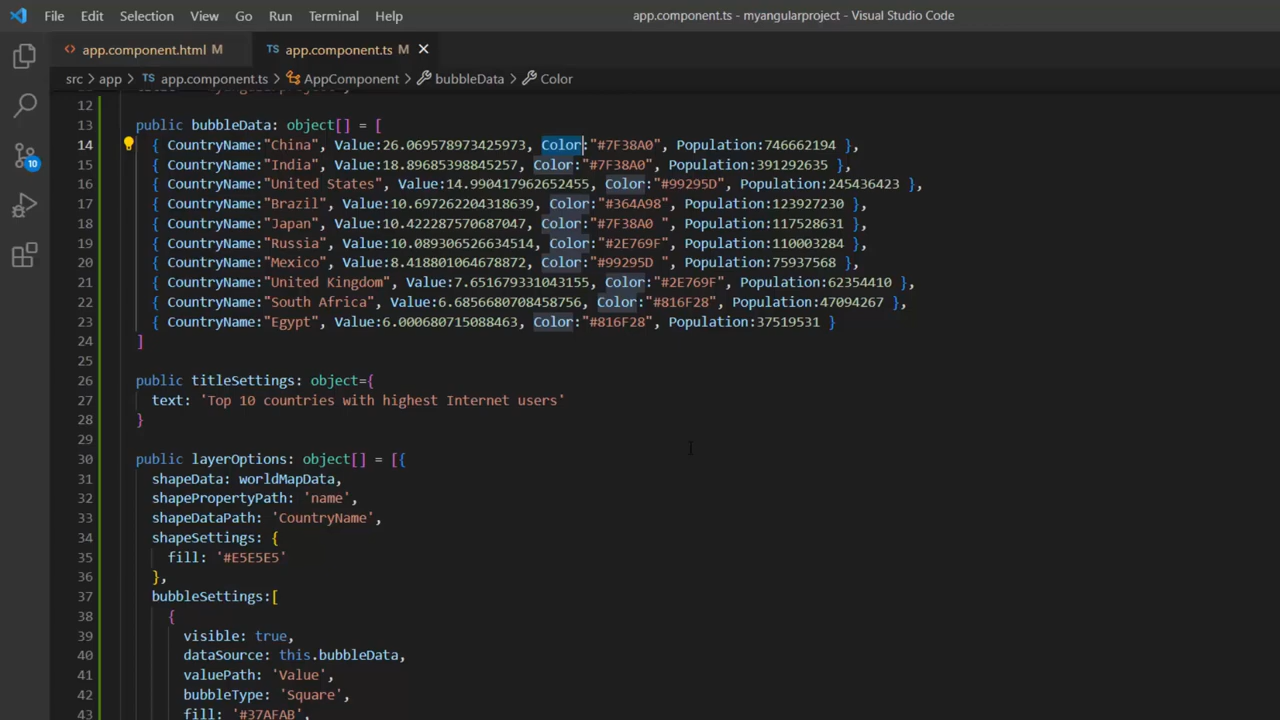 File Edit Selection View Go Run Terminal Help app.component.ts - myangularproject - Visual Studio Code
<> app.component.html M TS app.component.ts M
src > app > TS app.component.ts > AppComponent > bubbleData > Color
12
13 public bubbleData: object[] = [
14 { CountryName:"China", Value:26.069578973425973, Color:"#7F38A0", Population:746662194 },
15 { CountryName:"India", Value:18.89685398845257, Color:"#7F38A0", Population:391292635 },
16 { CountryName:"United States", Value:14.990417962652455, Color:"#99295D", Population:245436423 },
17 { CountryName:"Brazil", Value:10.697262204318639, Color:"#364A98", Population:123927230 },
18 { CountryName:"Japan", Value:10.422287570687047, Color:"#7F38A0 ", Population:117528631 },
19 { CountryName:"Russia", Value:10.089306526634514, Color:"#2E769F", Population:110003284 },
20 { CountryName:"Mexico", Value:8.418801064678872, Color:"#99295D ", Population:75937568 },
21 { CountryName:"United Kingdom", Value:7.651679331043155, Color:"#2E769F", Population:62354410 },
22 { CountryName:"South Africa", Value:6.6856680708458756, Color:"#816F28", Population:47094267 },
23 { CountryName:"Egypt", Value:6.000680715088463, Color:"#816F28", Population:37519531 }
24 ]
25
26 public titleSettings: object={
27 text: 'Top 10 countries with highest Internet users'
28 }
29
30 public layerOptions: object[] = [{
31 shapeData: worldMapData,
32 shapePropertyPath: 'name',
33 shapeDataPath: 'CountryName',
34 shapeSettings: {
35 fill: '#E5E5E5'
36 },
37 bubbleSettings:[
38 {
39 visible: true,
40 dataSource: this.bubbleData,
41 valuePath: 'Value',
42 bubbleType: 'Square',
43 fill: '#37AFAB',
10